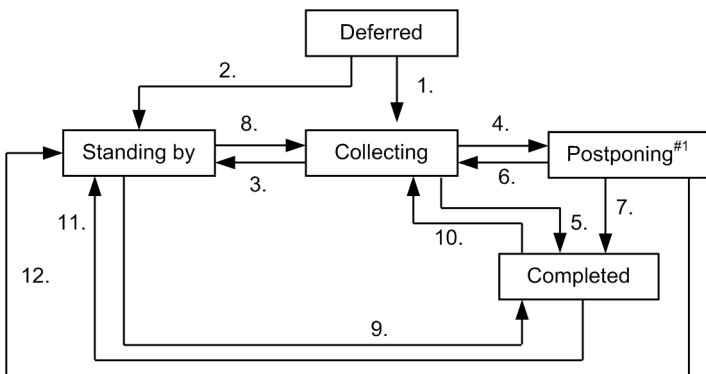 Deferred
2.
1.
8.
4.
Standing by
Collecting
Postponing#1
3.
6.
11.
10.
5.
7.
12.
Completed
9.